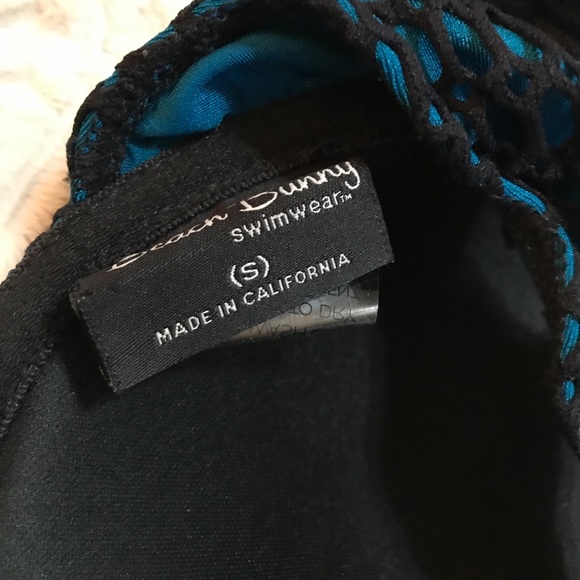 Beach Bunny
swimwear™
(S)
MADE IN CALIFORNIA